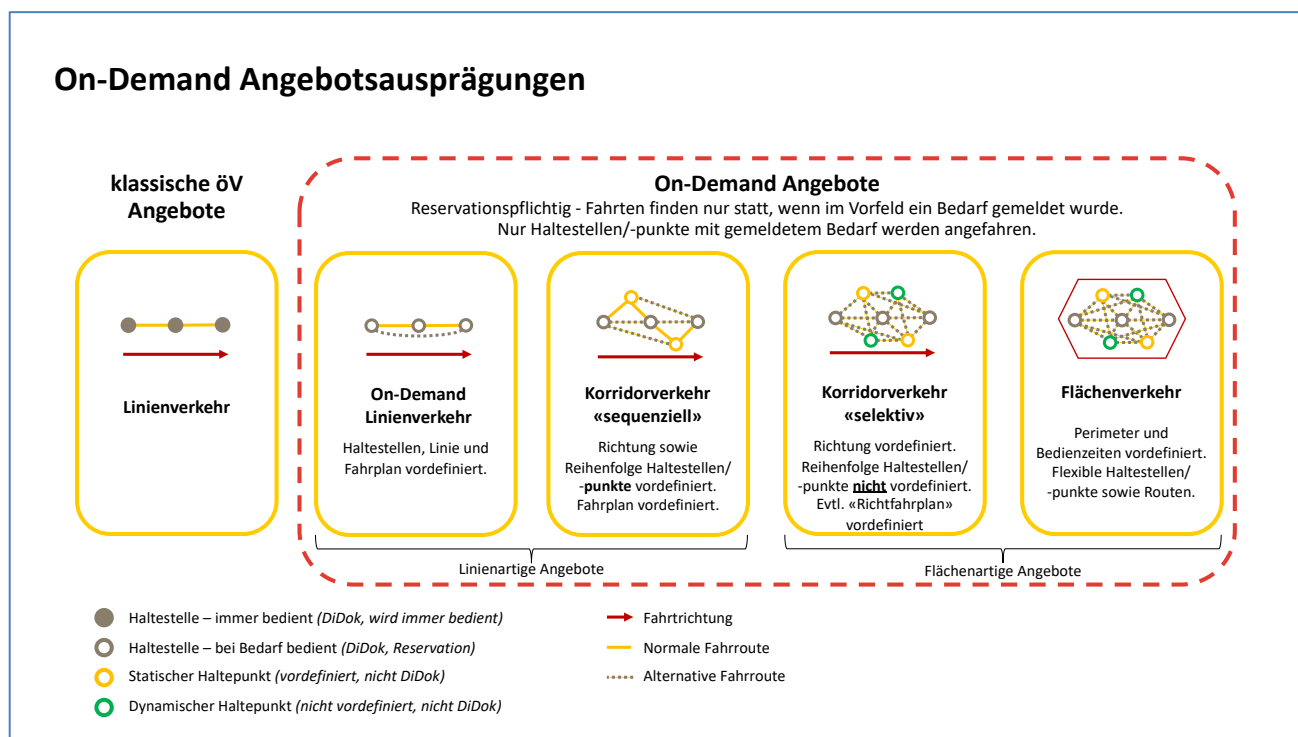 On-Demand Angebotsausprägungen
klassische öV
Angebote
On-Demand Angebote
Reservationspflichtig - Fahrten finden nur statt, wenn im Vorfeld ein Bedarf gemeldet wurde.
Nur Haltestellen/-punkte mit gemeldetem Bedarf werden angefahren.
Linienverkehr
On-Demand
Linienverkehr
Haltestellen, Linie und
Fahrplan vordefiniert.
Korridorverkehr
«sequenziell»
Richtung sowie
Reihenfolge Haltestellen/
-punkte vordefiniert.
Fahrplan vordefiniert.
Korridorverkehr
«selektiv»
Richtung vordefiniert.
Reihenfolge Haltestellen/
-punkte nicht vordefiniert.
Evtl. «Richtfahrplan»
vordefiniert
Flächenverkehr
Perimeter und
Bedienzeiten vordefiniert.
Flexible Haltestellen/
-punkte sowie Routen.
Linienartige Angebote
Flächenartige Angebote
Haltestelle – immer bedient (DiDok, wird immer bedient)
Haltestelle – bei Bedarf bedient (DiDok, Reservation)
Statischer Haltepunkt (vordefiniert, nicht DiDok)
Dynamischer Haltepunkt (nicht vordefiniert, nicht DiDok)
Fahrtrichtung
Normale Fahrroute
Alternative Fahrroute